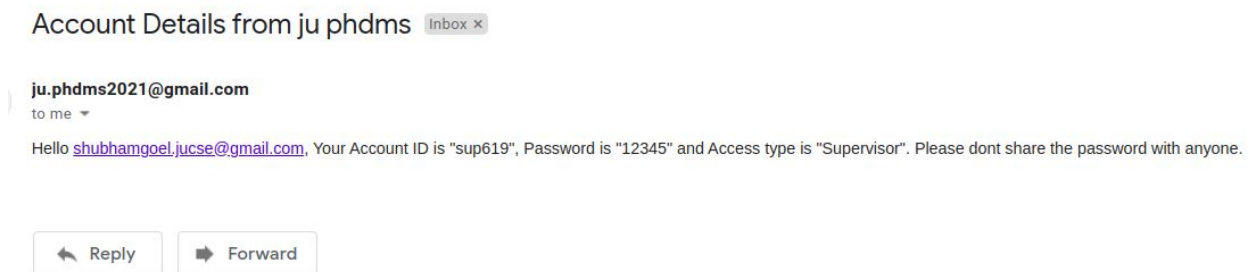 Account Details from ju phdms Inbox ×
ju.phdms2021@gmail.com
to me
Hello shubhamgoel.jucse@gmail.com, Your Account ID is "sup619", Password is "12345" and Access type is "Supervisor". Please dont share the password with anyone.
Reply Forward